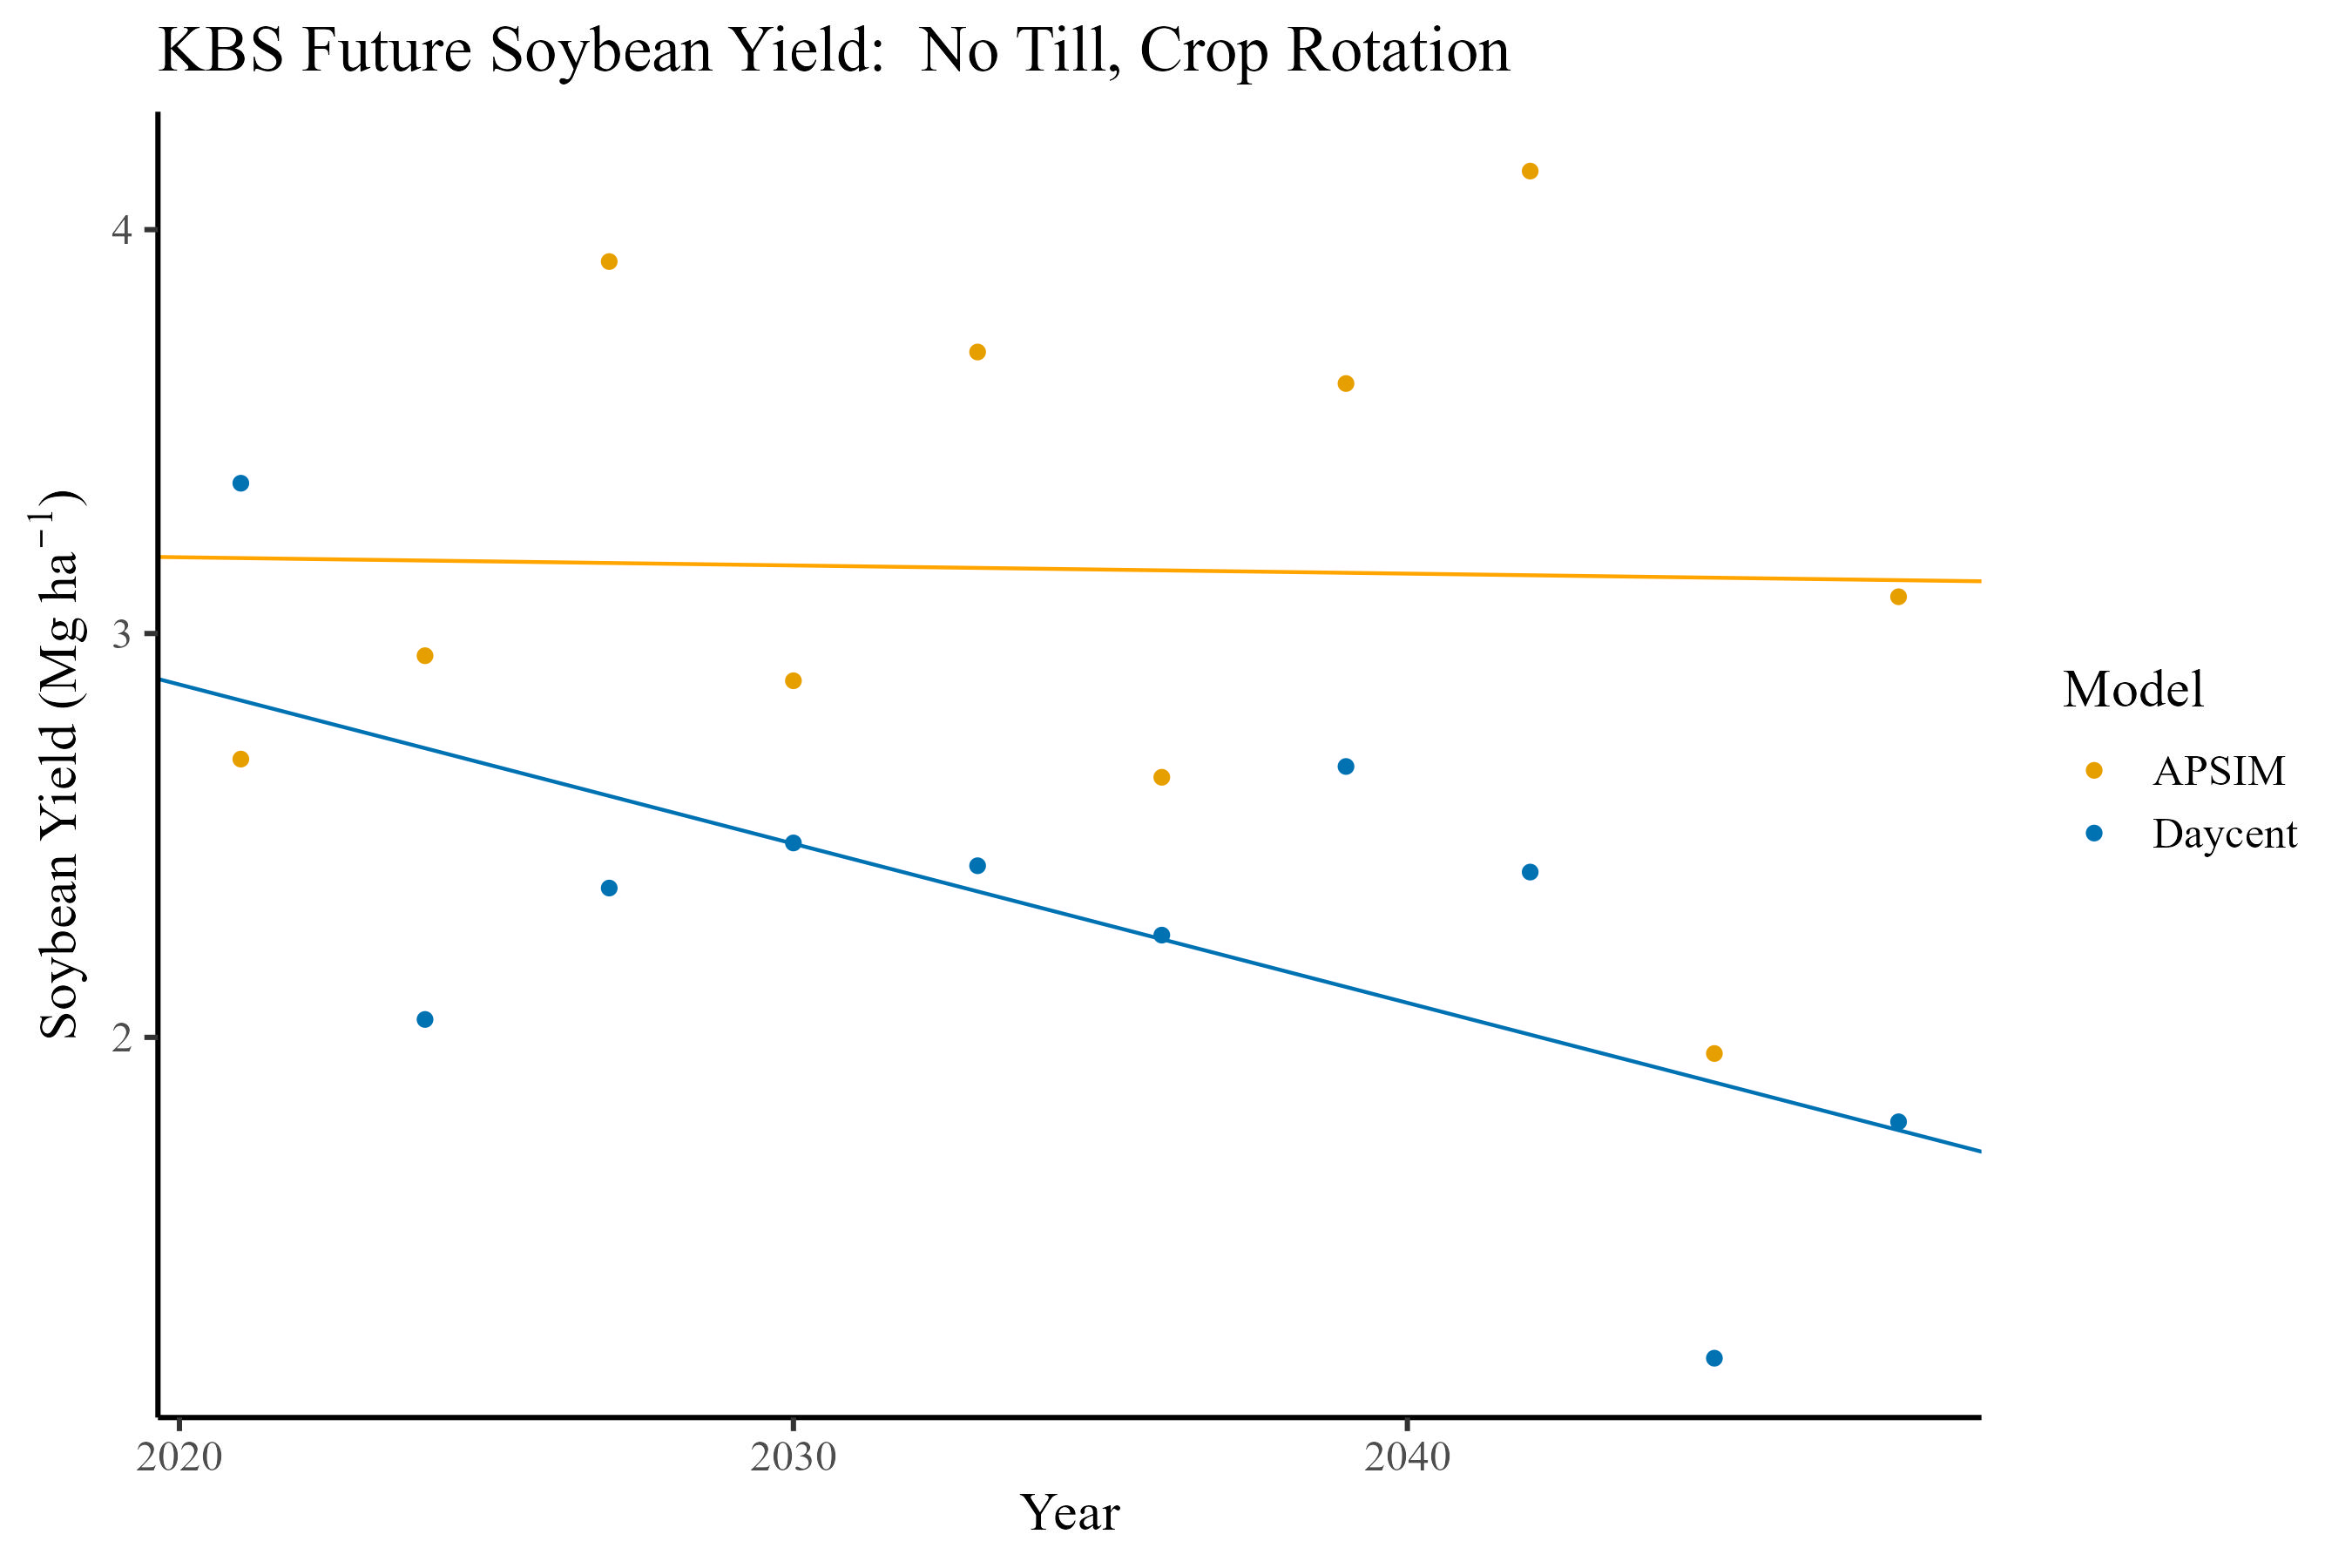 KBS Future Soybean Yield:  No Till, Crop Rotation
Soybean Yield (Mg ha⁻¹)
4
3
2
2020
2030
2040
Year
Model
APSIM
Daycent